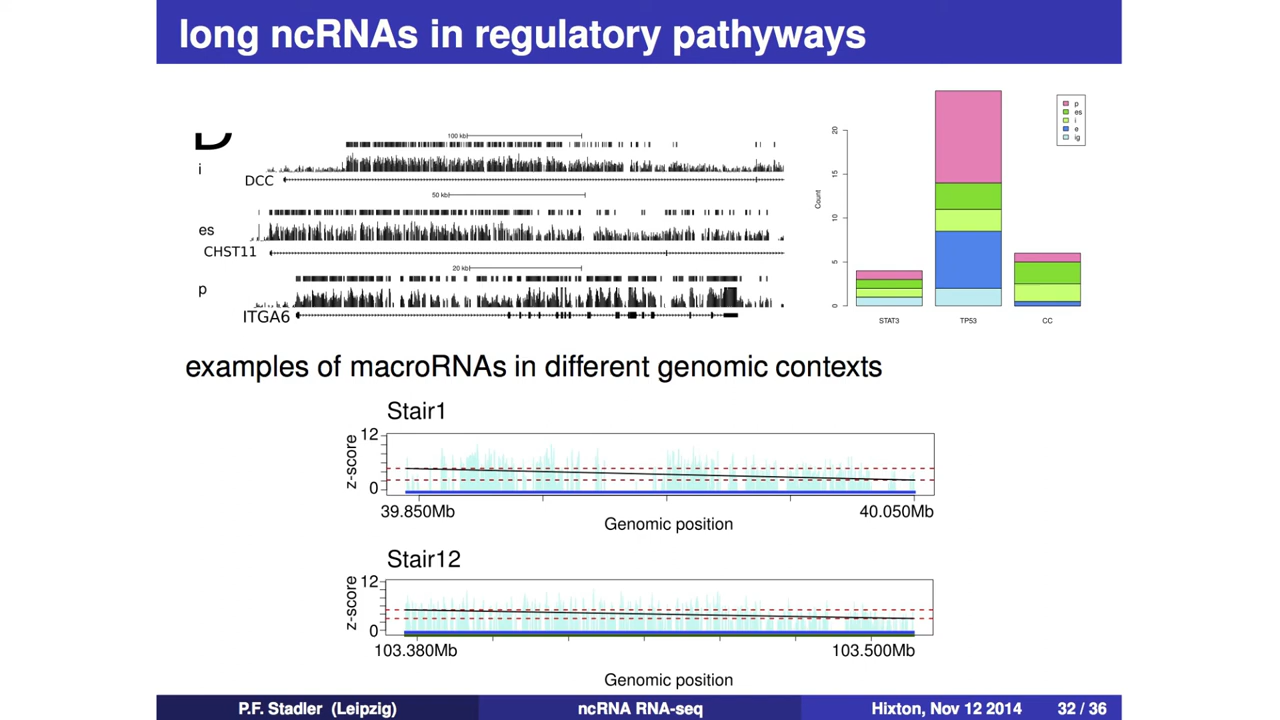 long ncRNAs in regulatory pathyways
D
100 kb
i
DCC
50 kb
es
CHST11
20 kb
p
ITGA6
Count
0
5
10
15
20
STAT3
TP53
CC
p
es
i
e
ig
examples of macroRNAs in different genomic contexts
Stair1
z-score
12
0
39.850Mb
40.050Mb
Genomic position
Stair12
z-score
12
0
103.380Mb
103.500Mb
Genomic position
P.F. Stadler (Leipzig)
ncRNA RNA-seq
Hixton, Nov 12 2014
32 / 36